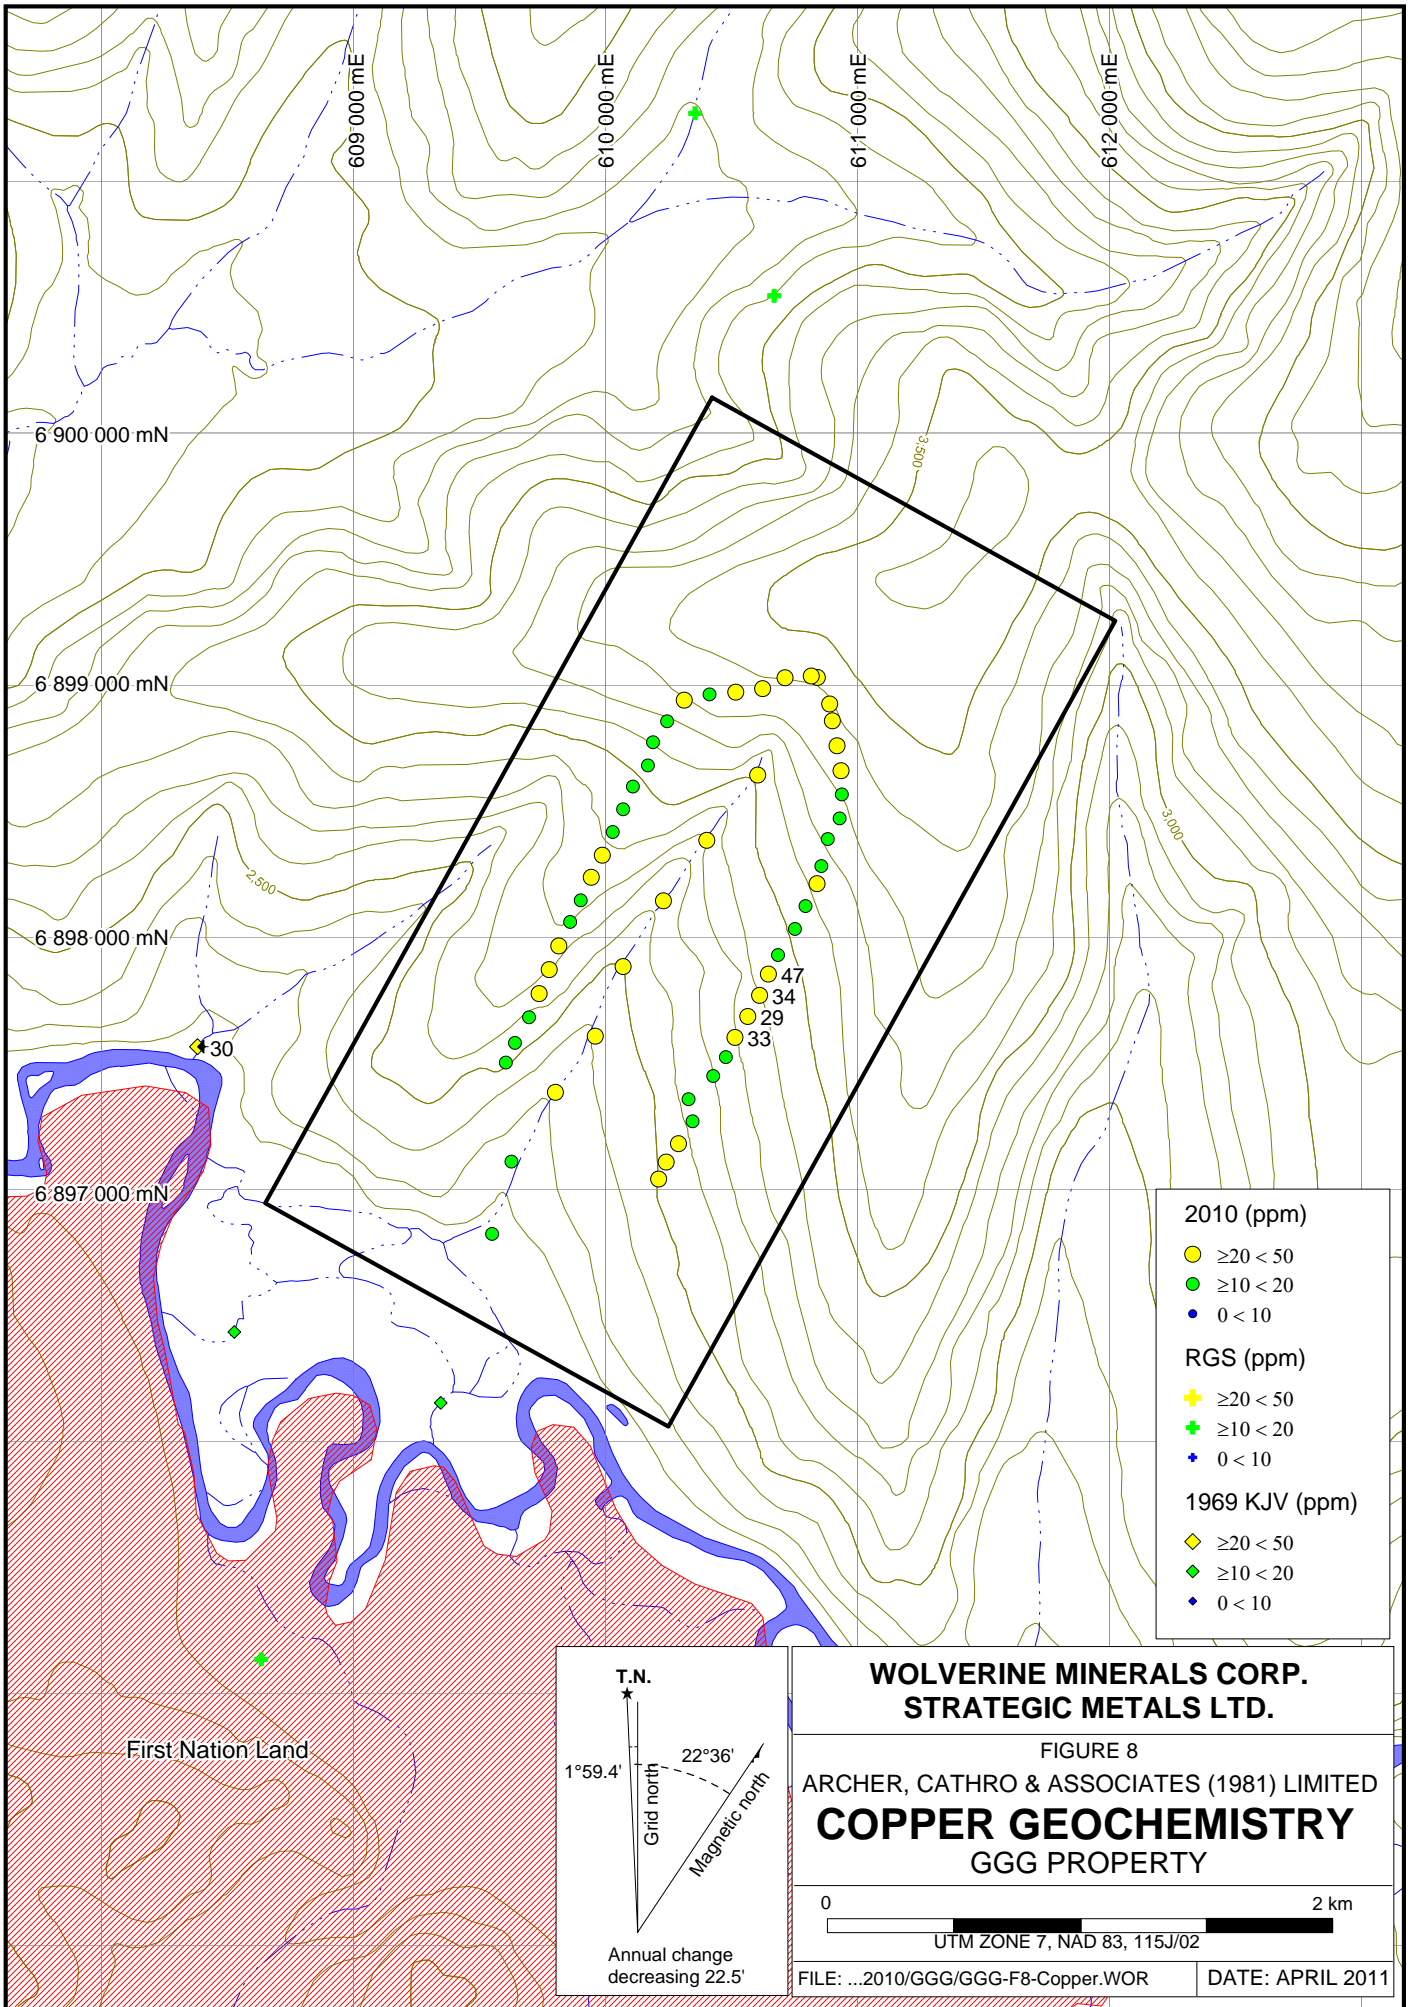 609 000 mE
610 000 mE
611 000 mE
612 000 mE
6 900 000 mN
3,500
6 899 000 mN
3,000
2,500
6 898 000 mN
47
34
29
33
30
6 897 000 mN
2010 (ppm)
≥20 < 50
≥10 < 20
0 < 10
RGS (ppm)
≥20 < 50
≥10 < 20
0 < 10
1969 KJV (ppm)
≥20 < 50
≥10 < 20
0 < 10
First Nation Land
T.N.
1°59.4'
22°36'
Grid north
Magnetic north
Annual change
decreasing 22.5'
WOLVERINE MINERALS CORP.
STRATEGIC METALS LTD.
FIGURE 8
ARCHER, CATHRO & ASSOCIATES (1981) LIMITED
COPPER GEOCHEMISTRY
GGG PROPERTY
0 2 km
UTM ZONE 7, NAD 83, 115J/02
FILE: ...2010/GGG/GGG-F8-Copper.WOR DATE: APRIL 2011